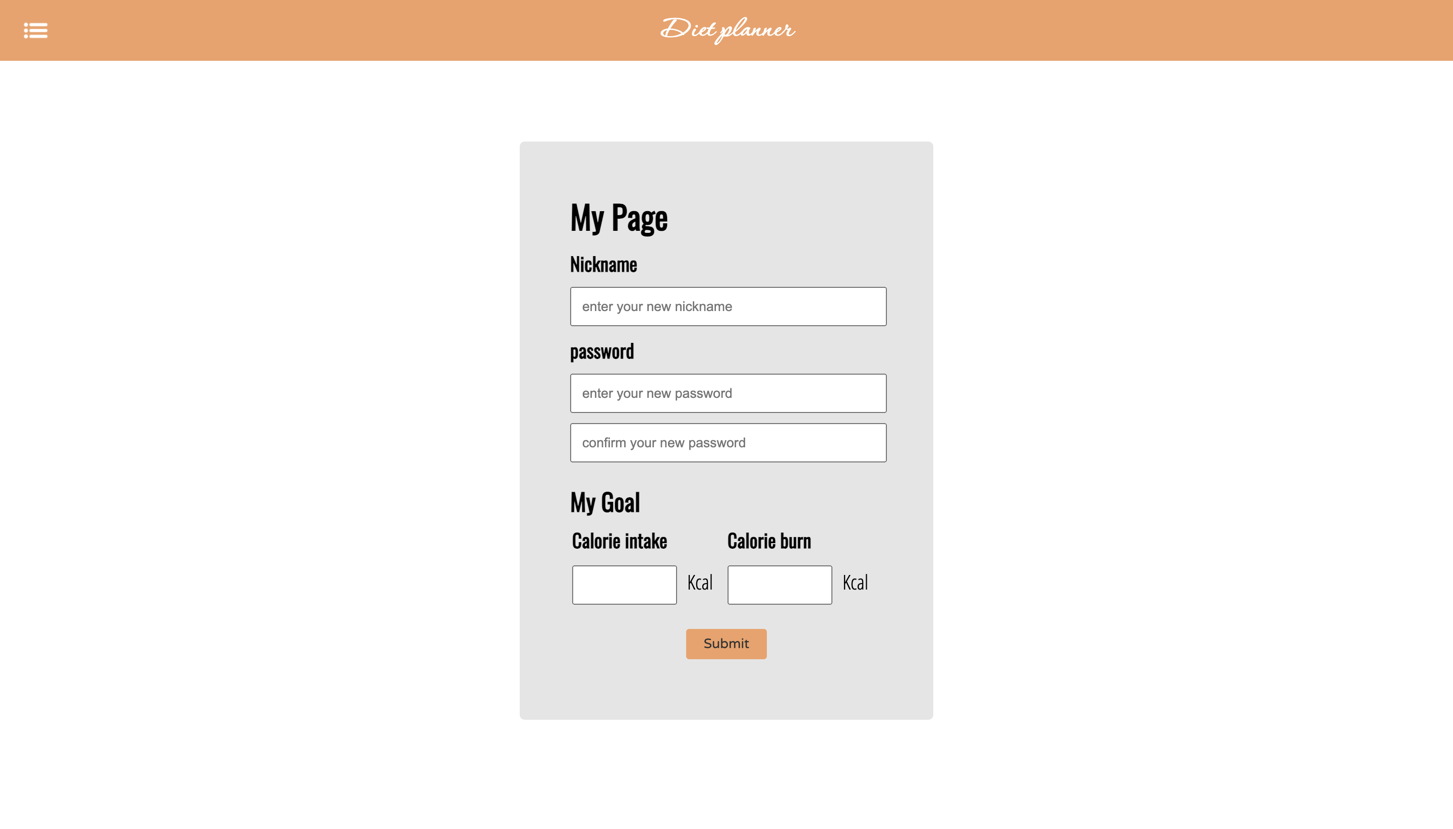 Diet planner
My Page
Nickname
enter your new nickname
password
enter your new password
confirm your new password
My Goal
Calorie intake Calorie burn
Kcal Kcal
Submit